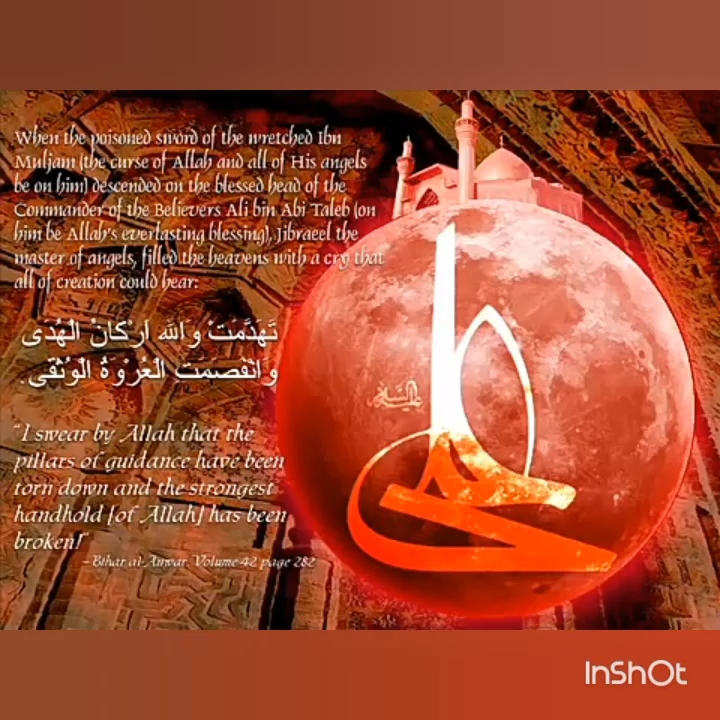 When the poisoned sword of the wretched Ibn
Muljam (the curse of Allah and all of His angels
be on him) descended on the blessed head of the
Commander of the Believers Ali bin Abi Taleb (on
him be Allah's everlasting blessing), Jibraeel the
master of angels, filled the heavens with a cry that
all of creation could hear:
تَهَدَّمَتْ وَاللهِ اَرْكَانُ الْهُدَى
وَانْفَصَمَتِ الْعُرْوَةُ الْوُثْقَى.
"I swear by Allah that the
pillars of guidance have been
torn down and the strongest
handhold [of Allah] has been
broken!"
~Bihar al-Anwar, Volume 42 page 282
علي
عليه السلام
InShOt